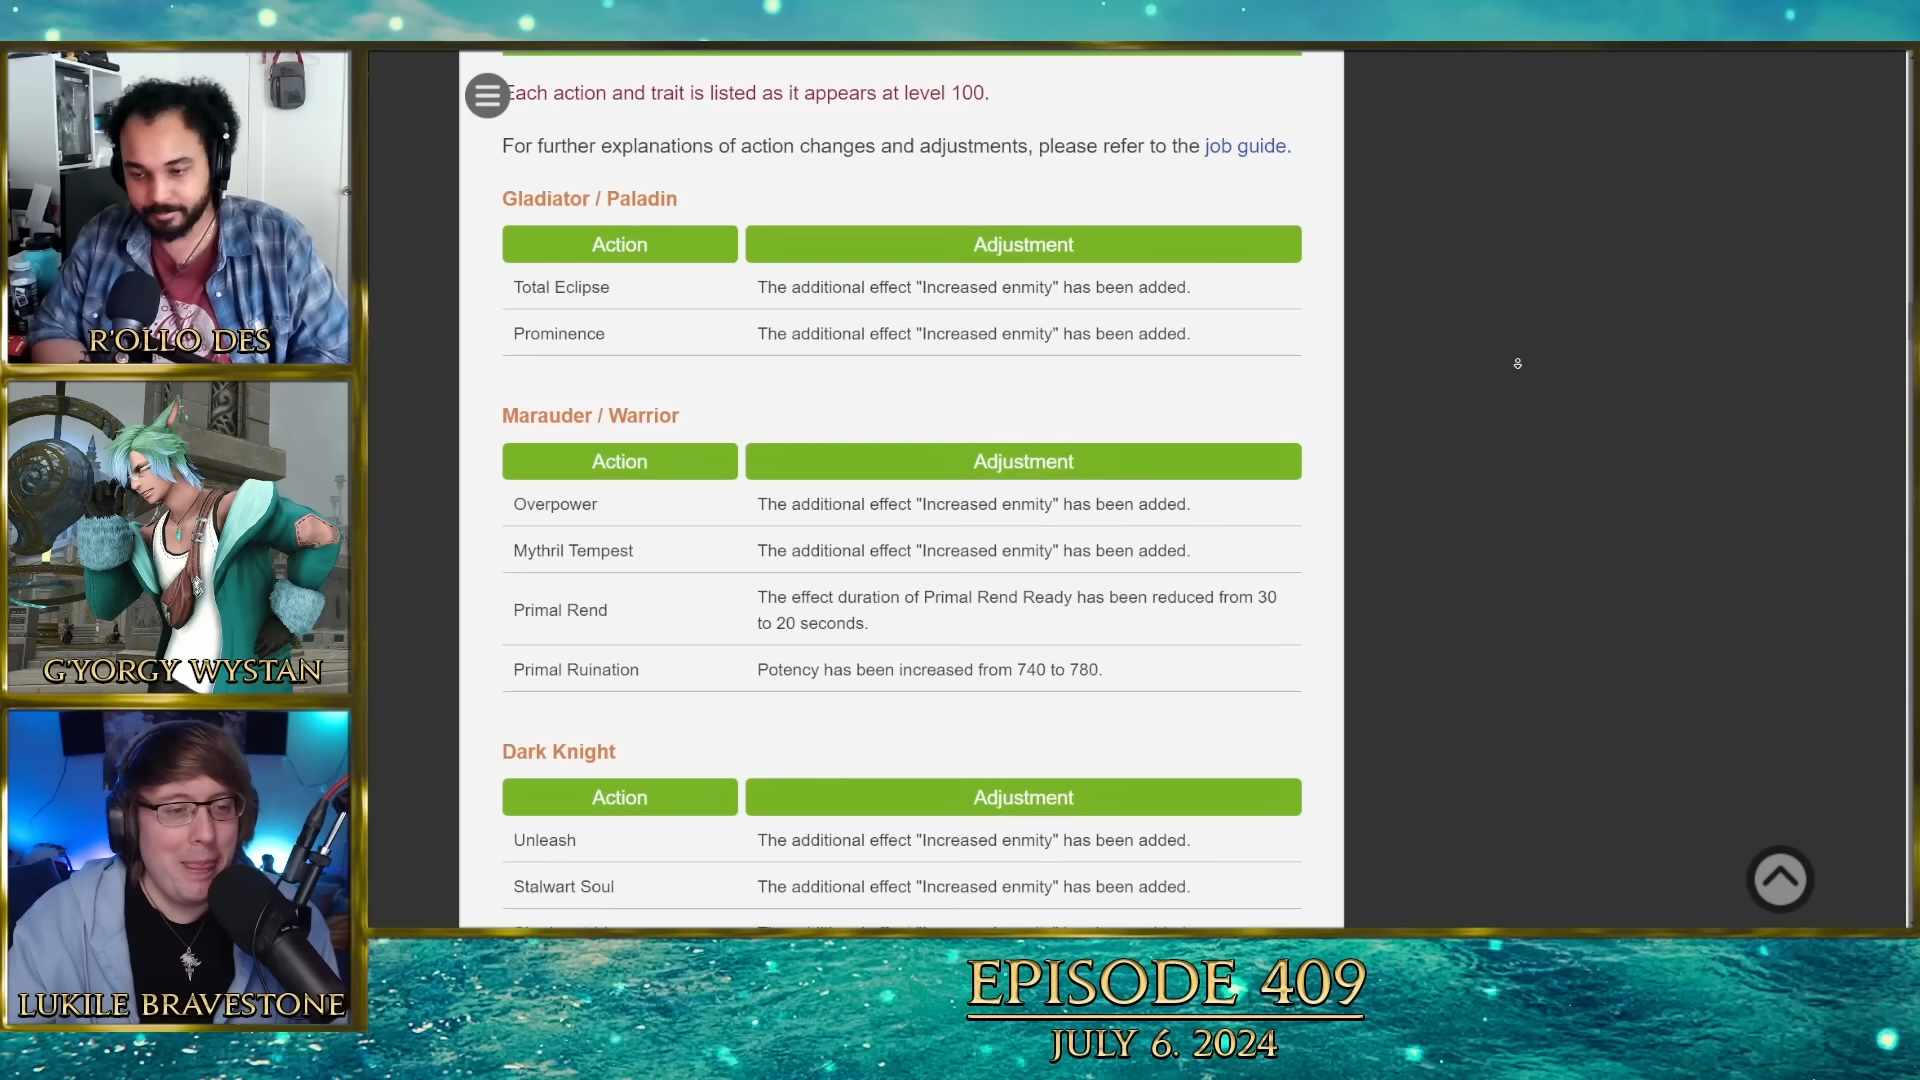 Each action and trait is listed as it appears at level 100.
For further explanations of action changes and adjustments, please refer to the job guide.
Gladiator / Paladin
Action Adjustment
Total Eclipse The additional effect "Increased enmity" has been added.
Prominence The additional effect "Increased enmity" has been added.
Marauder / Warrior
Action Adjustment
Overpower The additional effect "Increased enmity" has been added.
Mythril Tempest The additional effect "Increased enmity" has been added.
Primal Rend The effect duration of Primal Rend Ready has been reduced from 30
to 20 seconds.
Primal Ruination Potency has been increased from 740 to 780.
Dark Knight
Action Adjustment
Unleash The additional effect "Increased enmity" has been added.
Stalwart Soul The additional effect "Increased enmity" has been added.
R'OLLO DES
G'YORGY WYSTAN
LUKILE BRAVESTONE
EPISODE 409
JULY 6. 2024